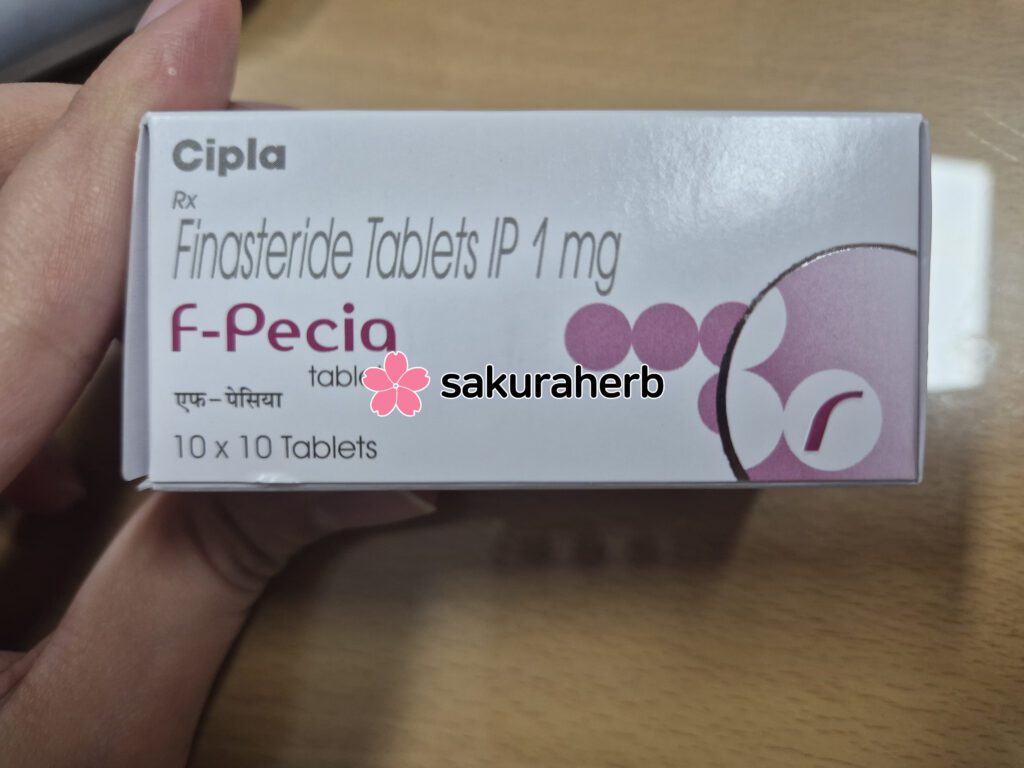 Cipla
Rx
Finasteride Tablets IP 1 mg
F-Pecia
sakuraherb
एफ-पेसिया
10 x 10 Tablets